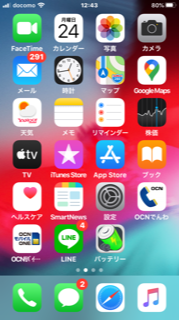 docomo 12:43 80%
FaceTime
月曜日
24
カレンダー
写真
カメラ
291
メール
時計
マップ
Google Maps
天気
メモ
リマインダー
株価
tv
TV
iTunes Store
App Store
ブック
ヘルスケア
SmartNews
設定
OCN
OCNでんわ
OCN
モバイル
ONE
OCNモバイ…
LINE
4
LINE
バッテリー
2